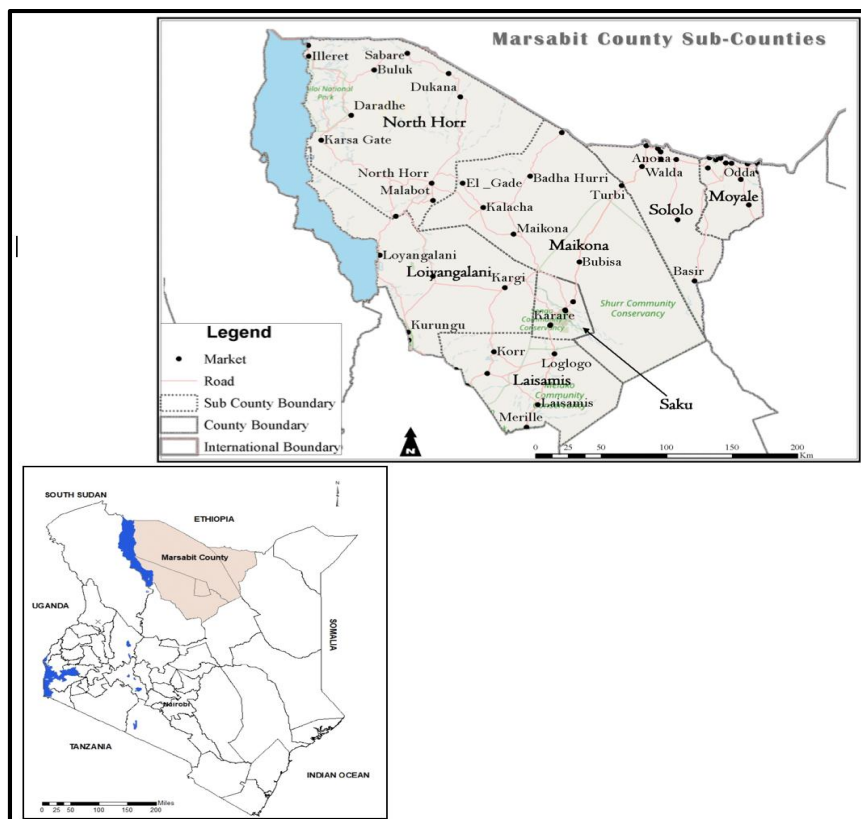 Marsabit County Sub-Counties
Illeret
Sabare
Buluk
Dukana
National
Park
Daradhe
North Horr
Karsa Gate
Anona
Walda
Odda
North Horr
El _Gade
Badha Hurri
Turbi
Moyale
Malabot
Kalacha
Sololo
Maikona
Maikona
Loyangalani
Bubisa
Basir
Loiyangalani
Kargi
Shurr Community
Conservancy
Karare
Conservancy
Kurungu
Korr
Loglogo
Laisamis
Saku
Community
Laisamis
Merille
Legend
Market
Road
Sub County Boundary
County Boundary
International Boundary
N
0 25 50 100 150 200
Km
SOUTH SUDAN
N
ETHIOPIA
Marsabit County
UGANDA
SOMALIA
Nairobi
TANZANIA
INDIAN OCEAN
Miles
0 25 50 100 150 200